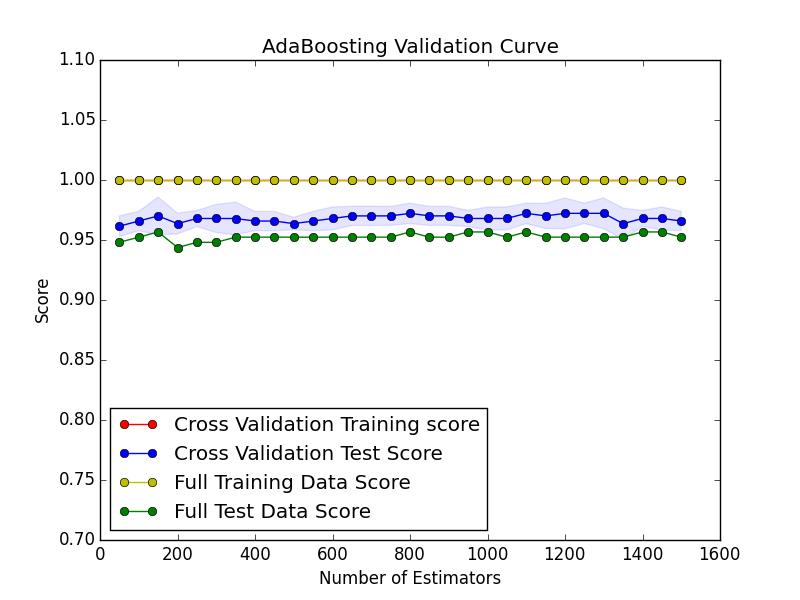 AdaBoosting Validation Curve
1.10
1.05
1.00
0.95
0.90
0.85
0.80
0.75
0.70
Score
Cross Validation Training score
Cross Validation Test Score
Full Training Data Score
Full Test Data Score
0 200 400 600 800 1000 1200 1400 1600
Number of Estimators